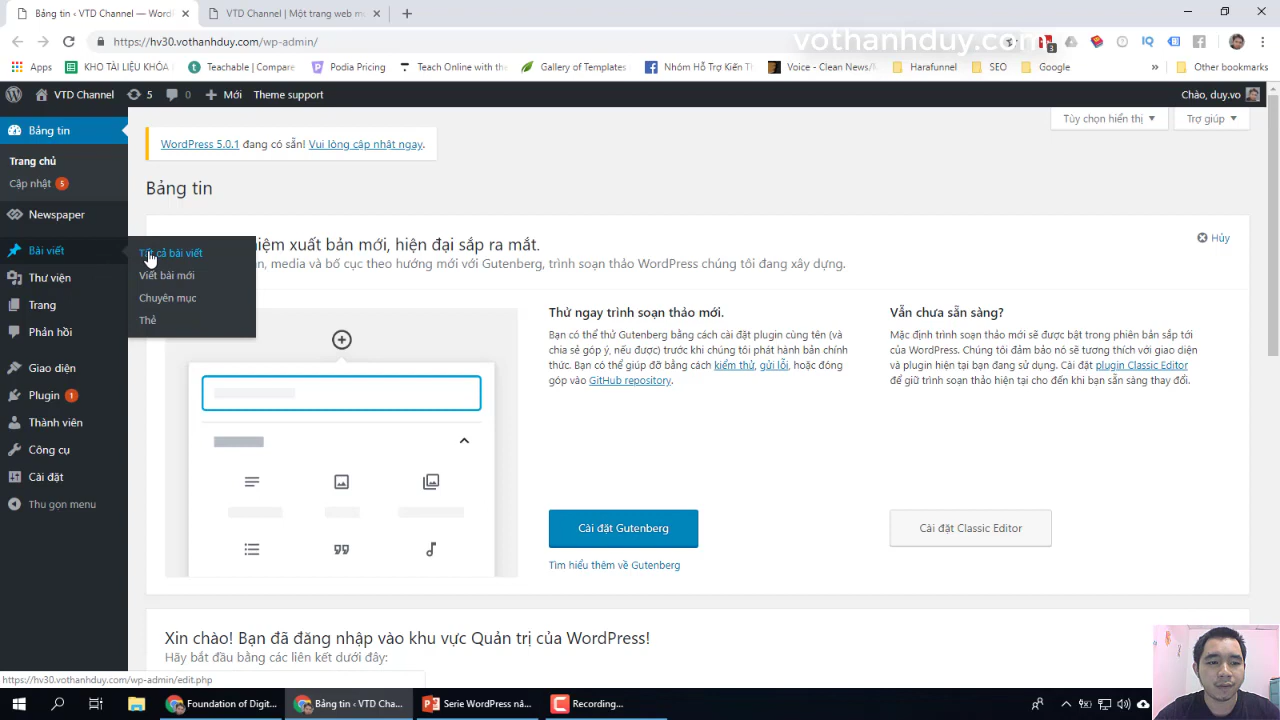 Bảng tin ‹ VTD Channel — Word
VTD Channel | Một trang web m
https://hv30.vothanhduy.com/wp-admin/
vothanhduy.com
3
Apps
KHO TÀI LIỆU KHÓA
Teachable | Compar
Podia Pricing
Teach Online with the
Gallery of Templates
Nhóm Hỗ Trợ Kiến Th
Voice - Clean News/
Harafunnel
SEO
Google
»
Other bookmarks
VTD Channel
5
0
Mới
Theme support
Chào, duy.vo
Bảng tin
Trang chủ
Cập nhật 5
Newspaper
Bài viết
Thư viện
Trang
Phản hồi
Giao diện
Plugin 1
Thành viên
Công cụ
Cài đặt
Thu gọn menu
Tất cả bài viết
Viết bài mới
Chuyên mục
Thẻ
Tùy chọn hiển thị
Trợ giúp
WordPress 5.0.1 đang có sẵn! Vui lòng cập nhật ngay.
Bảng tin
iệm xuất bản mới, hiện đại sắp ra mắt.
Hủy
n, media và bố cục theo hướng mới với Gutenberg, trình soạn thảo WordPress chúng tôi đang xây dựng.
Thử ngay trình soạn thảo mới.
Bạn có thể thử Gutenberg bằng cách cài đặt plugin cùng tên (và
chia sẻ góp ý, nếu được) trước khi chúng tôi phát hành bản chính
thức. Bạn có thể giúp đỡ bằng cách kiểm thử, gửi lỗi, hoặc đóng
góp vào GitHub repository.
Cài đặt Gutenberg
Tìm hiểu thêm về Gutenberg
Vẫn chưa sẵn sàng?
Mặc định trình soạn thảo mới sẽ được bật trong phiên bản sắp tới
của WordPress. Chúng tôi đảm bảo nó sẽ tương thích với giao diện
và plugin hiện tại bạn đang sử dụng. Cài đặt plugin Classic Editor
để giữ trình soạn thảo hiện tại cho đến khi bạn sẵn sàng thay đổi.
Cài đặt Classic Editor
Xin chào! Bạn đã đăng nhập vào khu vực Quản trị của WordPress!
Hãy bắt đầu bằng các liên kết dưới đây:
https://hv30.vothanhduy.com/wp-admin/edit.php
Foundation of Digit...
Bảng tin ‹ VTD Cha...
Serie WordPress nâ...
Recording...